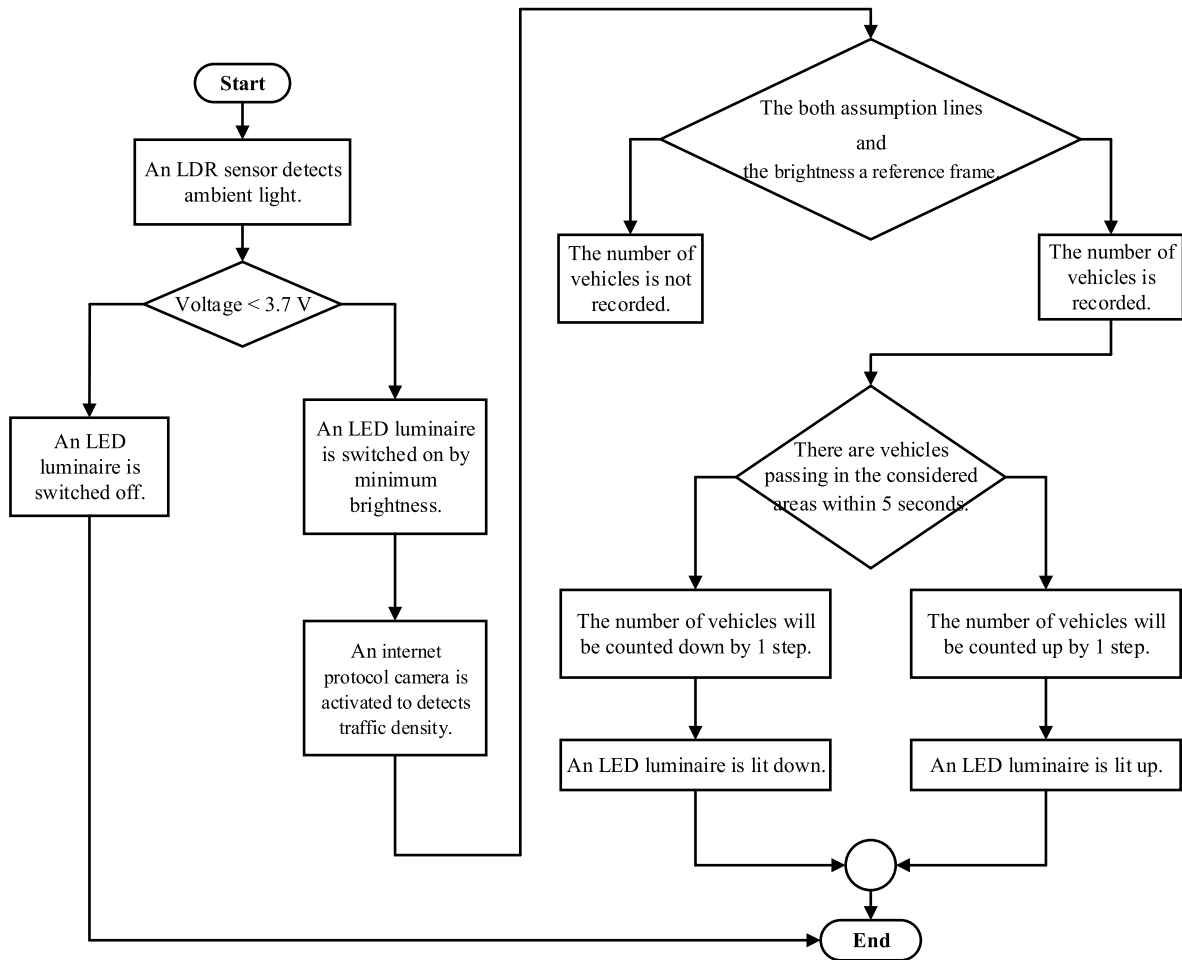 Start
An LDR sensor detects
ambient light.
Voltage < 3.7 V
An LED
luminaire is
switched off.
An LED luminaire
is switched on by
minimum
brightness.
An internet
protocol camera is
activated to detects
traffic density.
The both assumption lines
and
the brightness a reference frame.
The number of
vehicles is not
recorded.
The number of
vehicles is
recorded.
There are vehicles
passing in the considered
areas within 5 seconds.
The number of vehicles will
be counted down by 1 step.
The number of vehicles will
be counted up by 1 step.
An LED luminaire is lit down.
An LED luminaire is lit up.
End